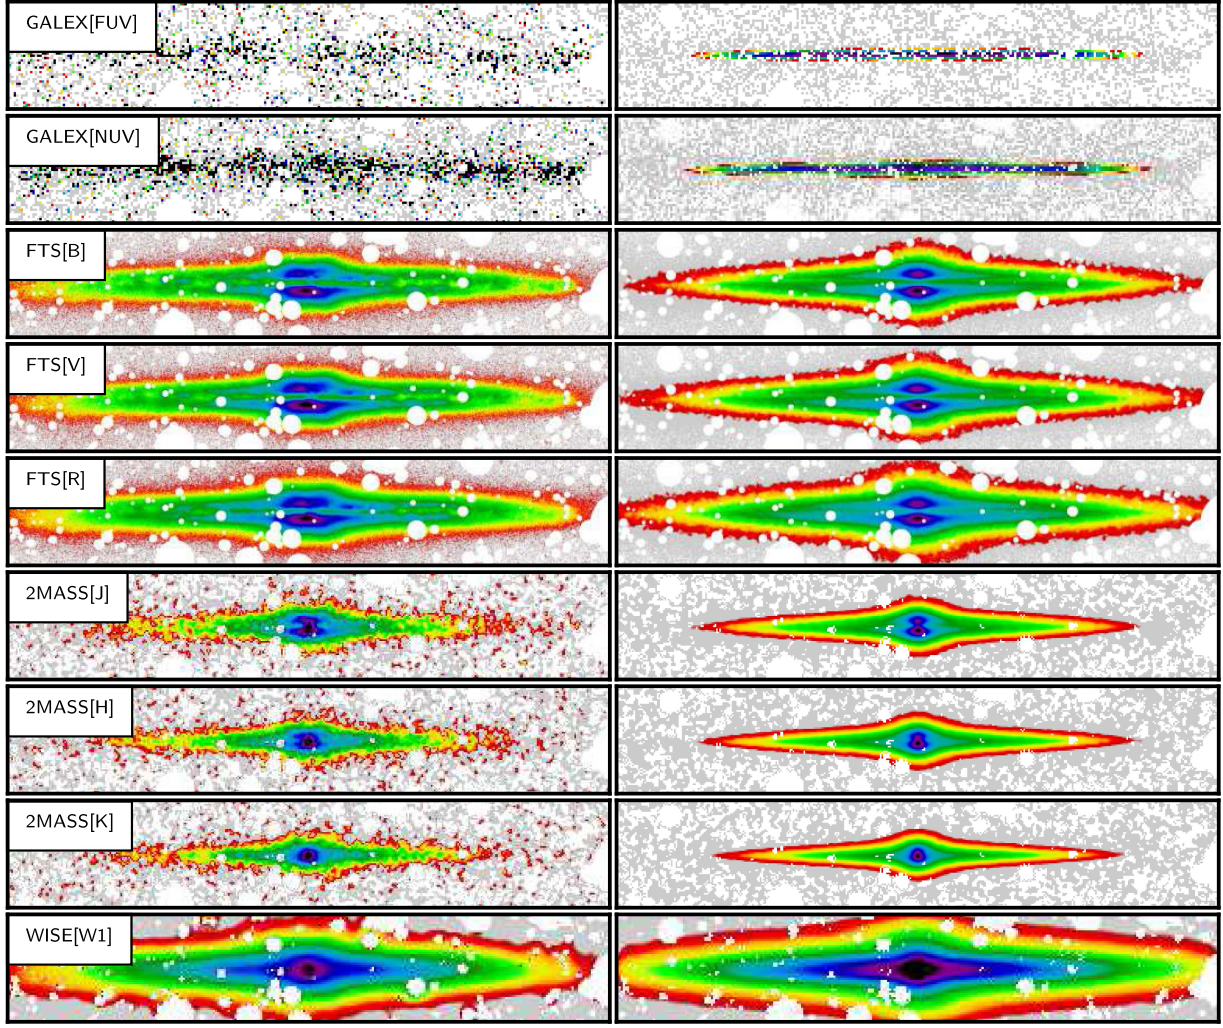 GALEX[FUV]
GALEX[NUV]
FTS[B]
FTS[V]
FTS[R]
2MASS[J]
2MASS[H]
2MASS[K]
WISE[W1]